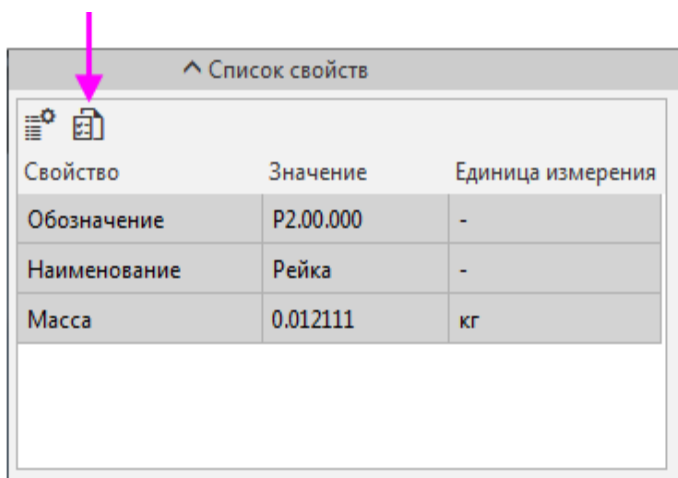 Список свойств
Свойство Значение Единица измерения
Обозначение Р2.00.000 -
Наименование Рейка -
Масса 0.012111 кг